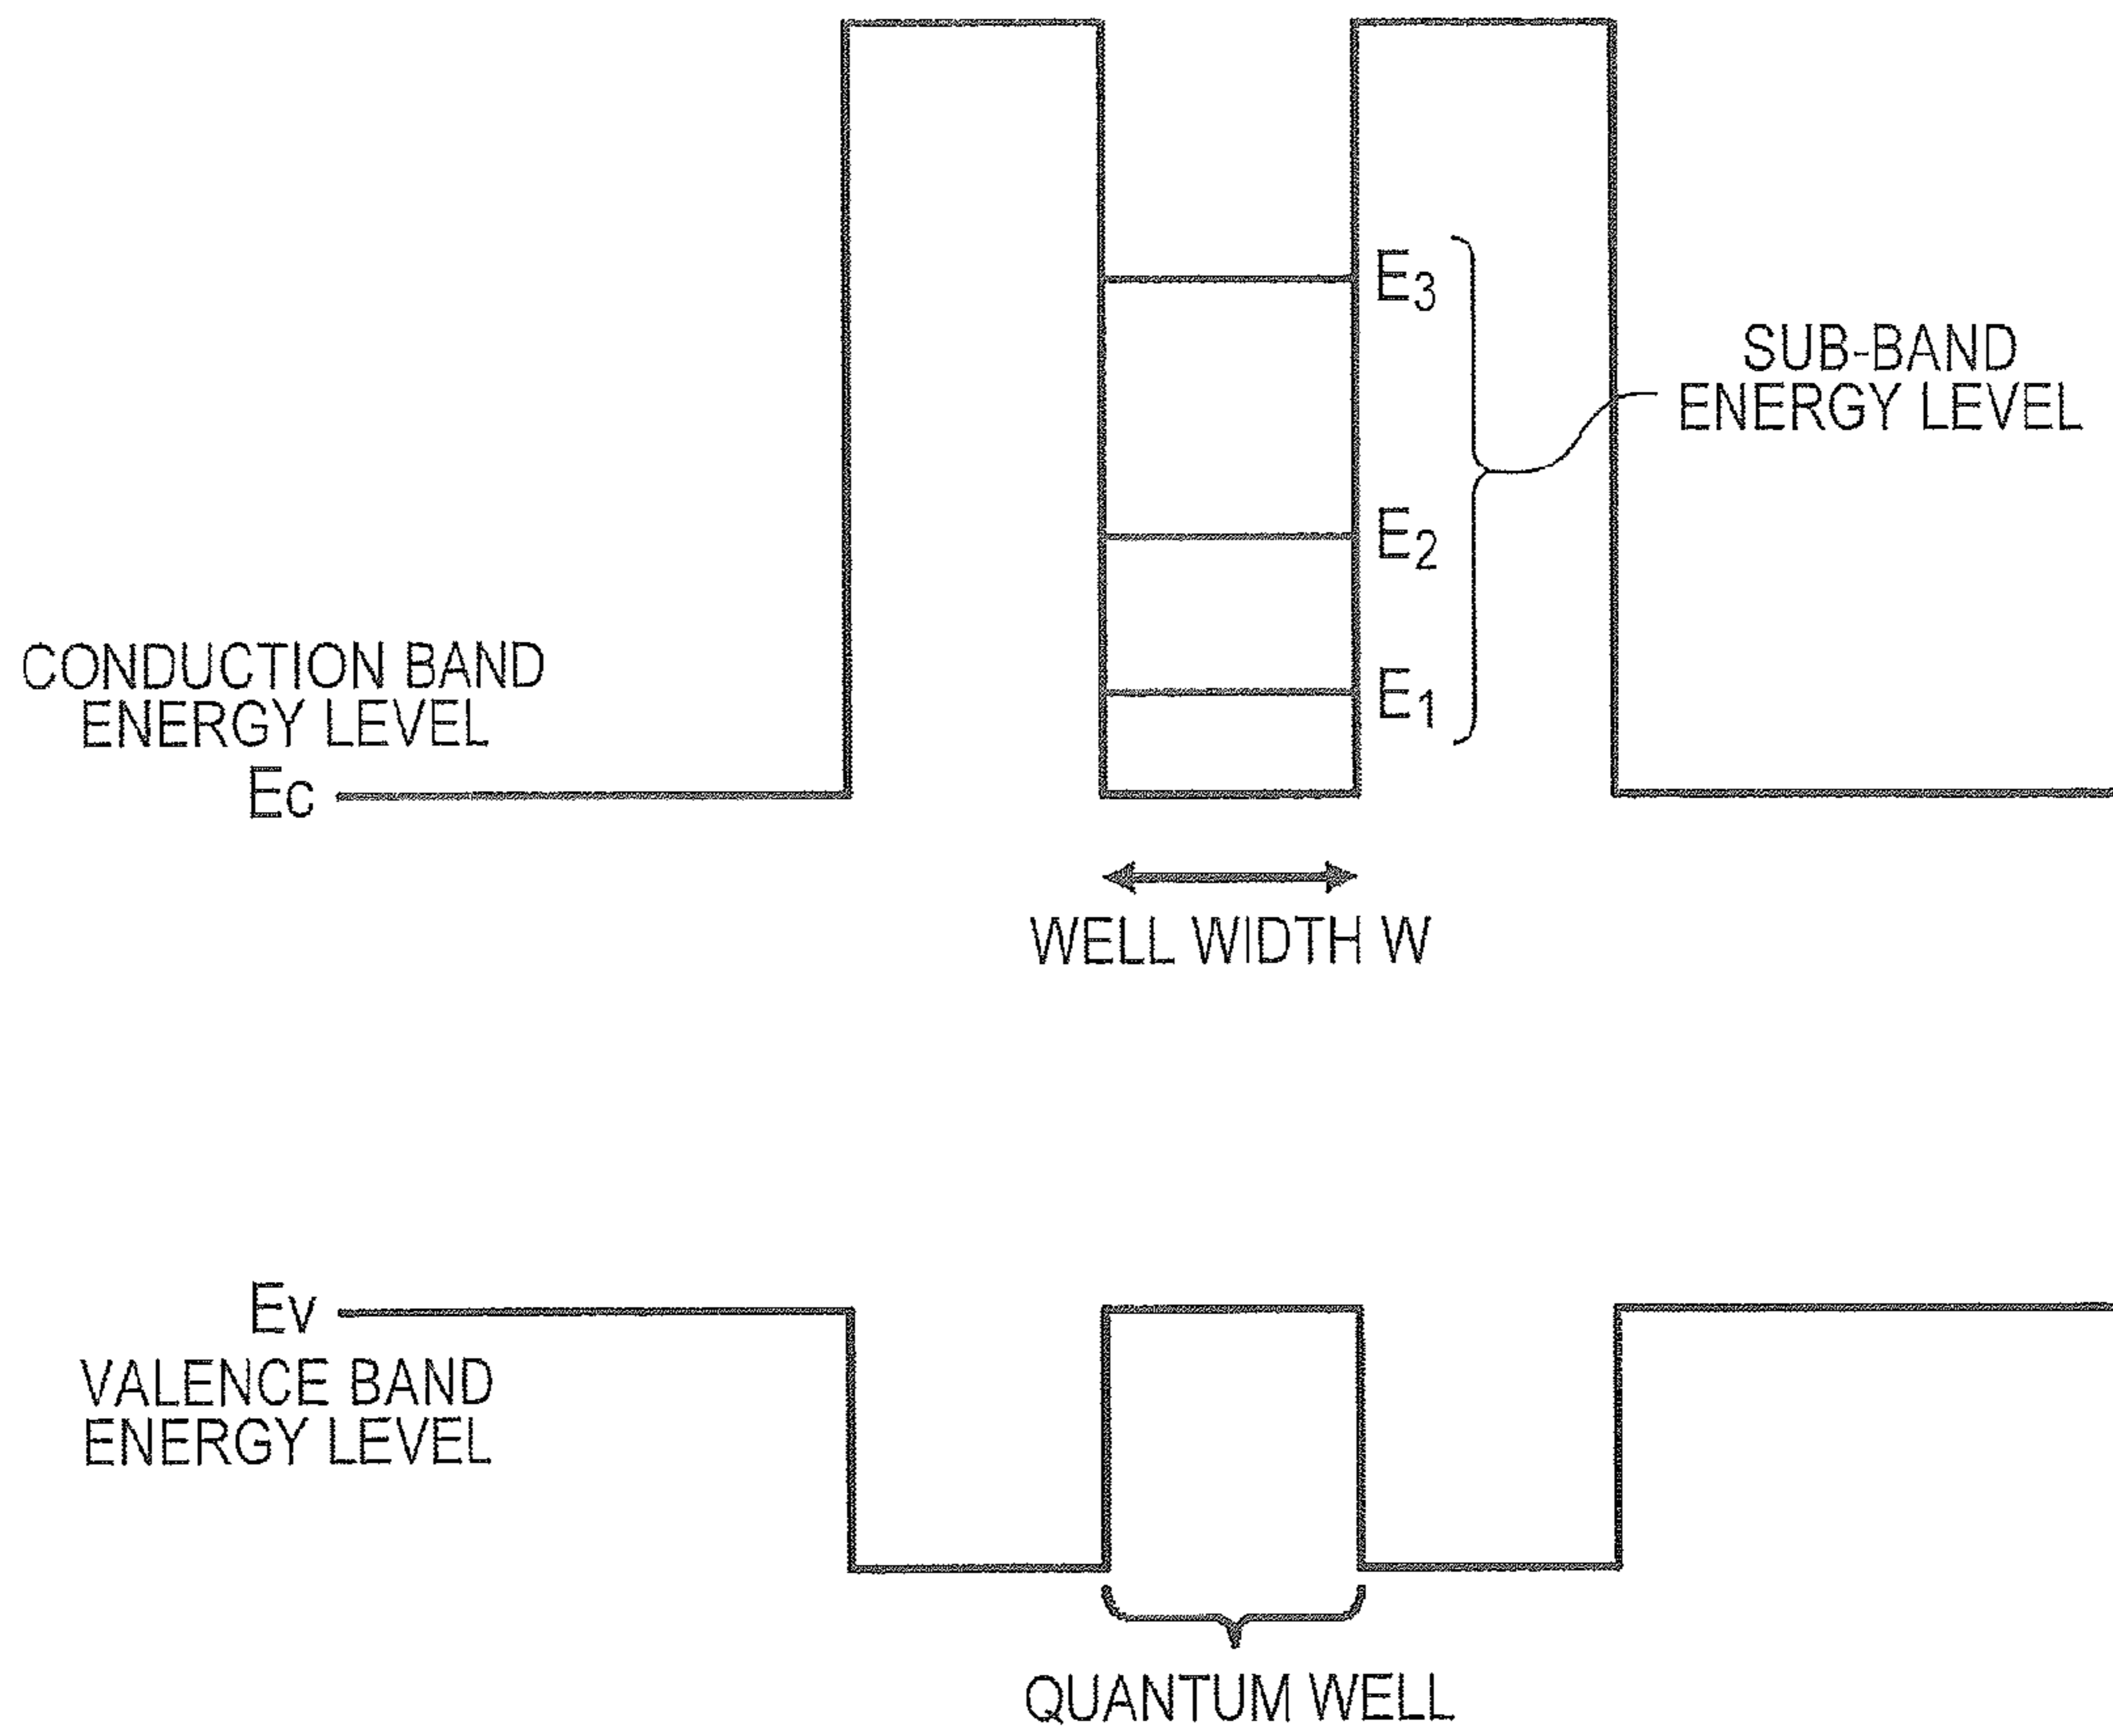 E3
SUB-BAND
ENERGY LEVEL
E2
CONDUCTION BAND
ENERGY LEVEL
E1
Ec
WELL WIDTH W
Ev
VALENCE BAND
ENERGY LEVEL
QUANTUM WELL